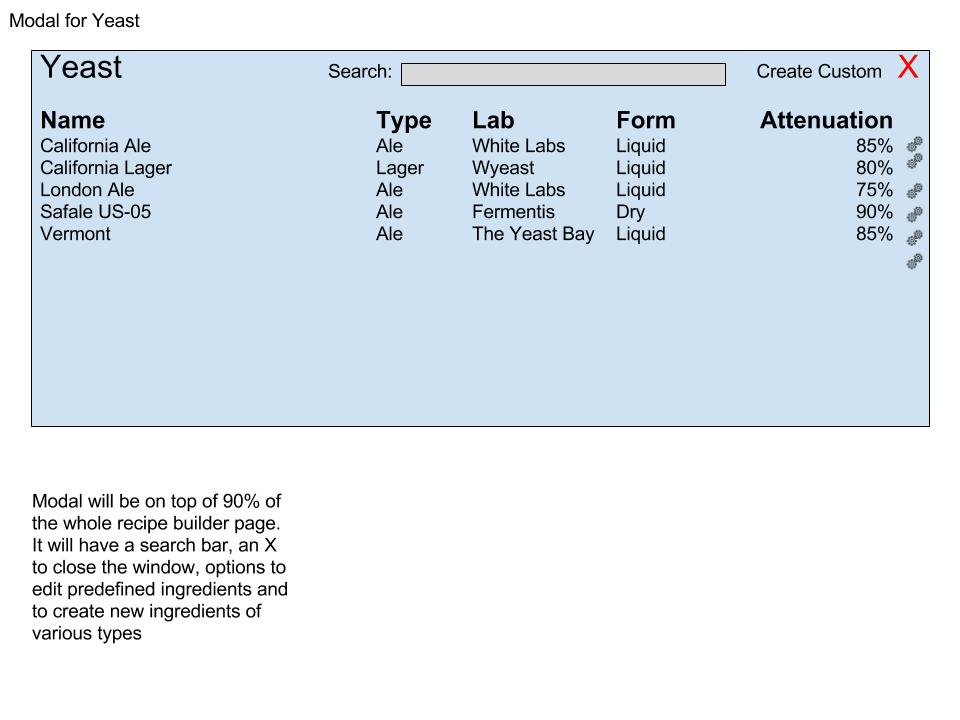 Modal for Yeast
Yeast Search: Create Custom X
Name Type Lab Form Attenuation
California Ale Ale White Labs Liquid 85%
California Lager Lager Wyeast Liquid 80%
London Ale Ale White Labs Liquid 75%
Safale US-05 Ale Fermentis Dry 90%
Vermont Ale The Yeast Bay Liquid 85%
Modal will be on top of 90% of
the whole recipe builder page.
It will have a search bar, an X
to close the window, options to
edit predefined ingredients and
to create new ingredients of
various types